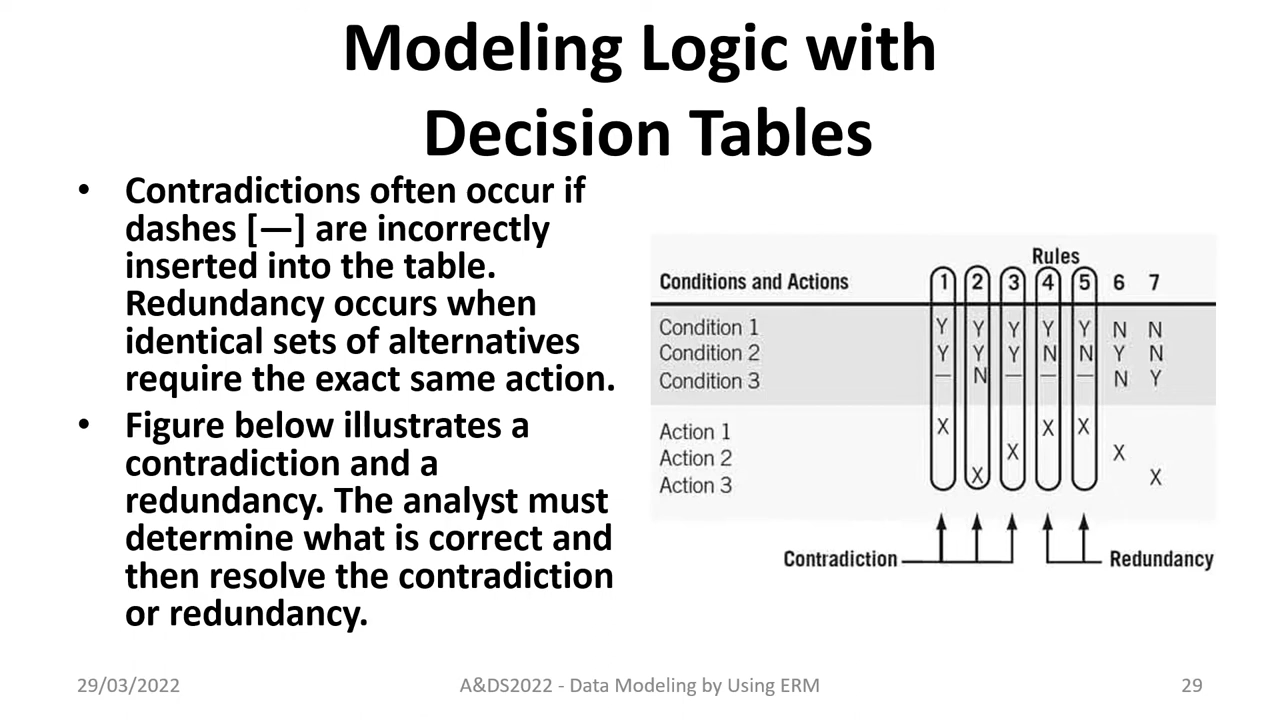 Modeling Logic with
Decision Tables
• Contradictions often occur if
dashes [—] are incorrectly
inserted into the table.
Redundancy occurs when
identical sets of alternatives
require the exact same action.
• Figure below illustrates a
contradiction and a
redundancy. The analyst must
determine what is correct and
then resolve the contradiction
or redundancy.
Rules
Conditions and Actions 1 2 3 4 5 6 7
Condition 1 Y Y Y Y Y N N
Condition 2 Y Y Y N N Y N
Condition 3 — N — — — N Y
Action 1 X X X
Action 2 X X
Action 3 X X
Contradiction Redundancy
29/03/2022 A&DS2022 - Data Modeling by Using ERM 29